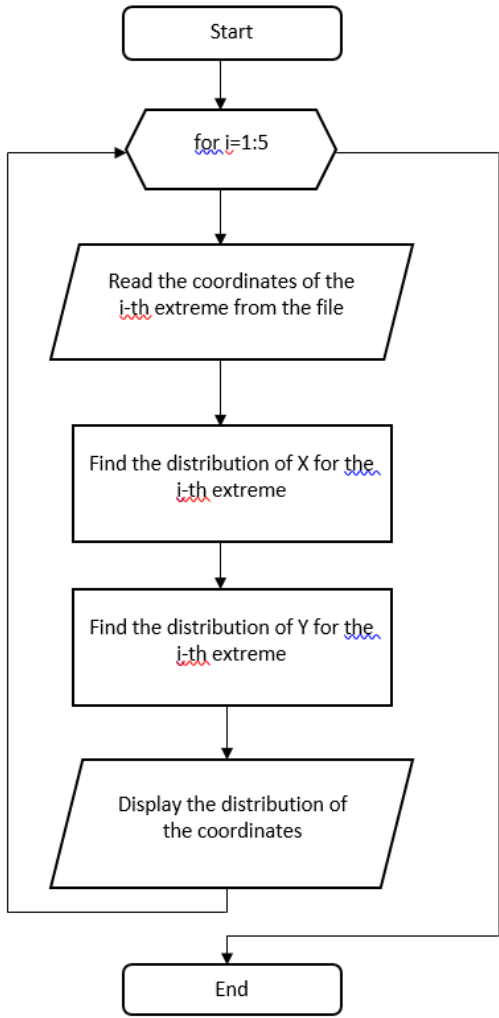 Start
for i=1:5
Read the coordinates of the
i-th extreme from the file
Find the distribution of X for the
i-th extreme
Find the distribution of Y for the
i-th extreme
Display the distribution of
the coordinates
End